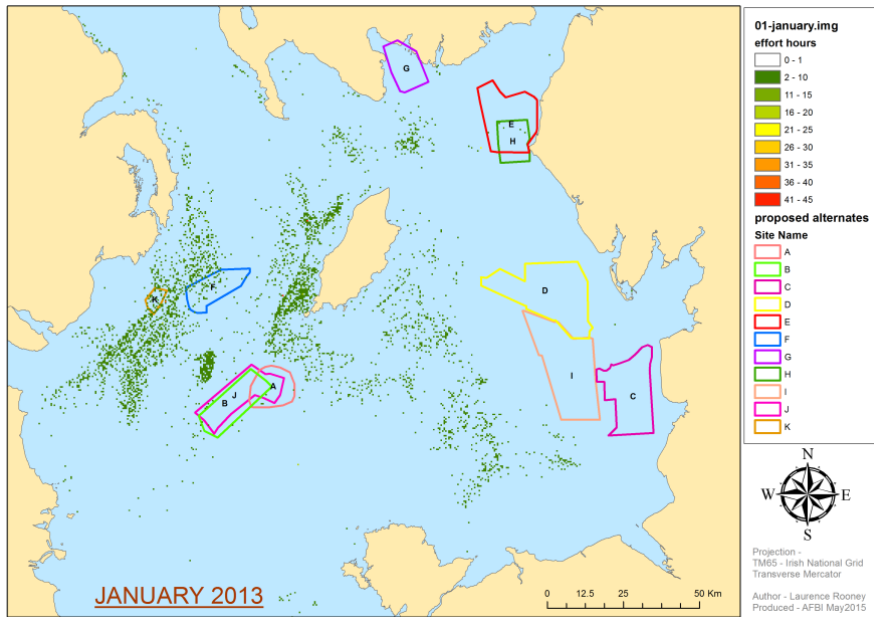 G
E
H
F
K
D
A
J
B
I
C
JANUARY 2013
0 12.5 25 50 Km
01-january.img
effort hours
0 - 1
2 - 10
11 - 15
16 - 20
21 - 25
26 - 30
31 - 35
36 - 40
41 - 45
proposed alternates
Site Name
A
B
C
D
E
F
G
H
I
J
K
N
W E
S
Projection -
TM65 - Irish National Grid
Transverse Mercator
Author - Laurence Rooney
Produced - AFBI May2015